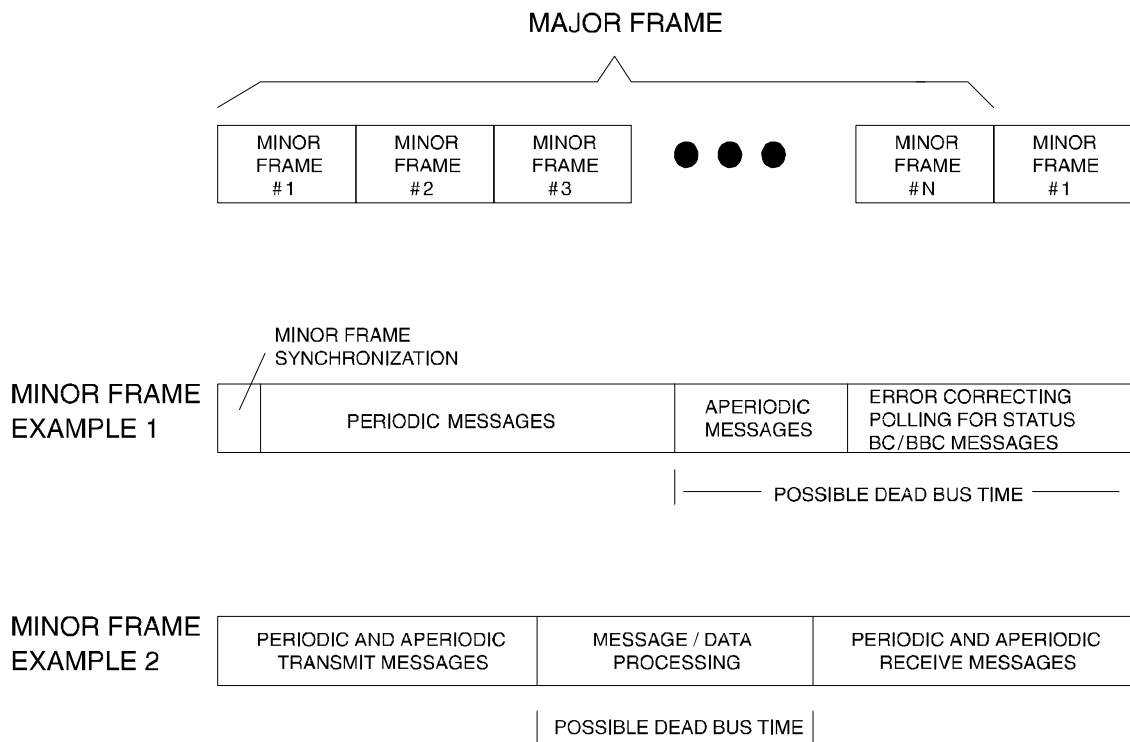 MAJOR FRAME
MINOR
FRAME
#1
MINOR
FRAME
#2
MINOR
FRAME
#3
MINOR
FRAME
#N
MINOR
FRAME
#1
MINOR FRAME
SYNCHRONIZATION
MINOR FRAME
EXAMPLE 1
PERIODIC MESSAGES
APERIODIC
MESSAGES
ERROR CORRECTING
POLLING FOR STATUS
BC/BBC MESSAGES
POSSIBLE DEAD BUS TIME
MINOR FRAME
EXAMPLE 2
PERIODIC AND APERIODIC
TRANSMIT MESSAGES
MESSAGE / DATA
PROCESSING
PERIODIC AND APERIODIC
RECEIVE MESSAGES
POSSIBLE DEAD BUS TIME